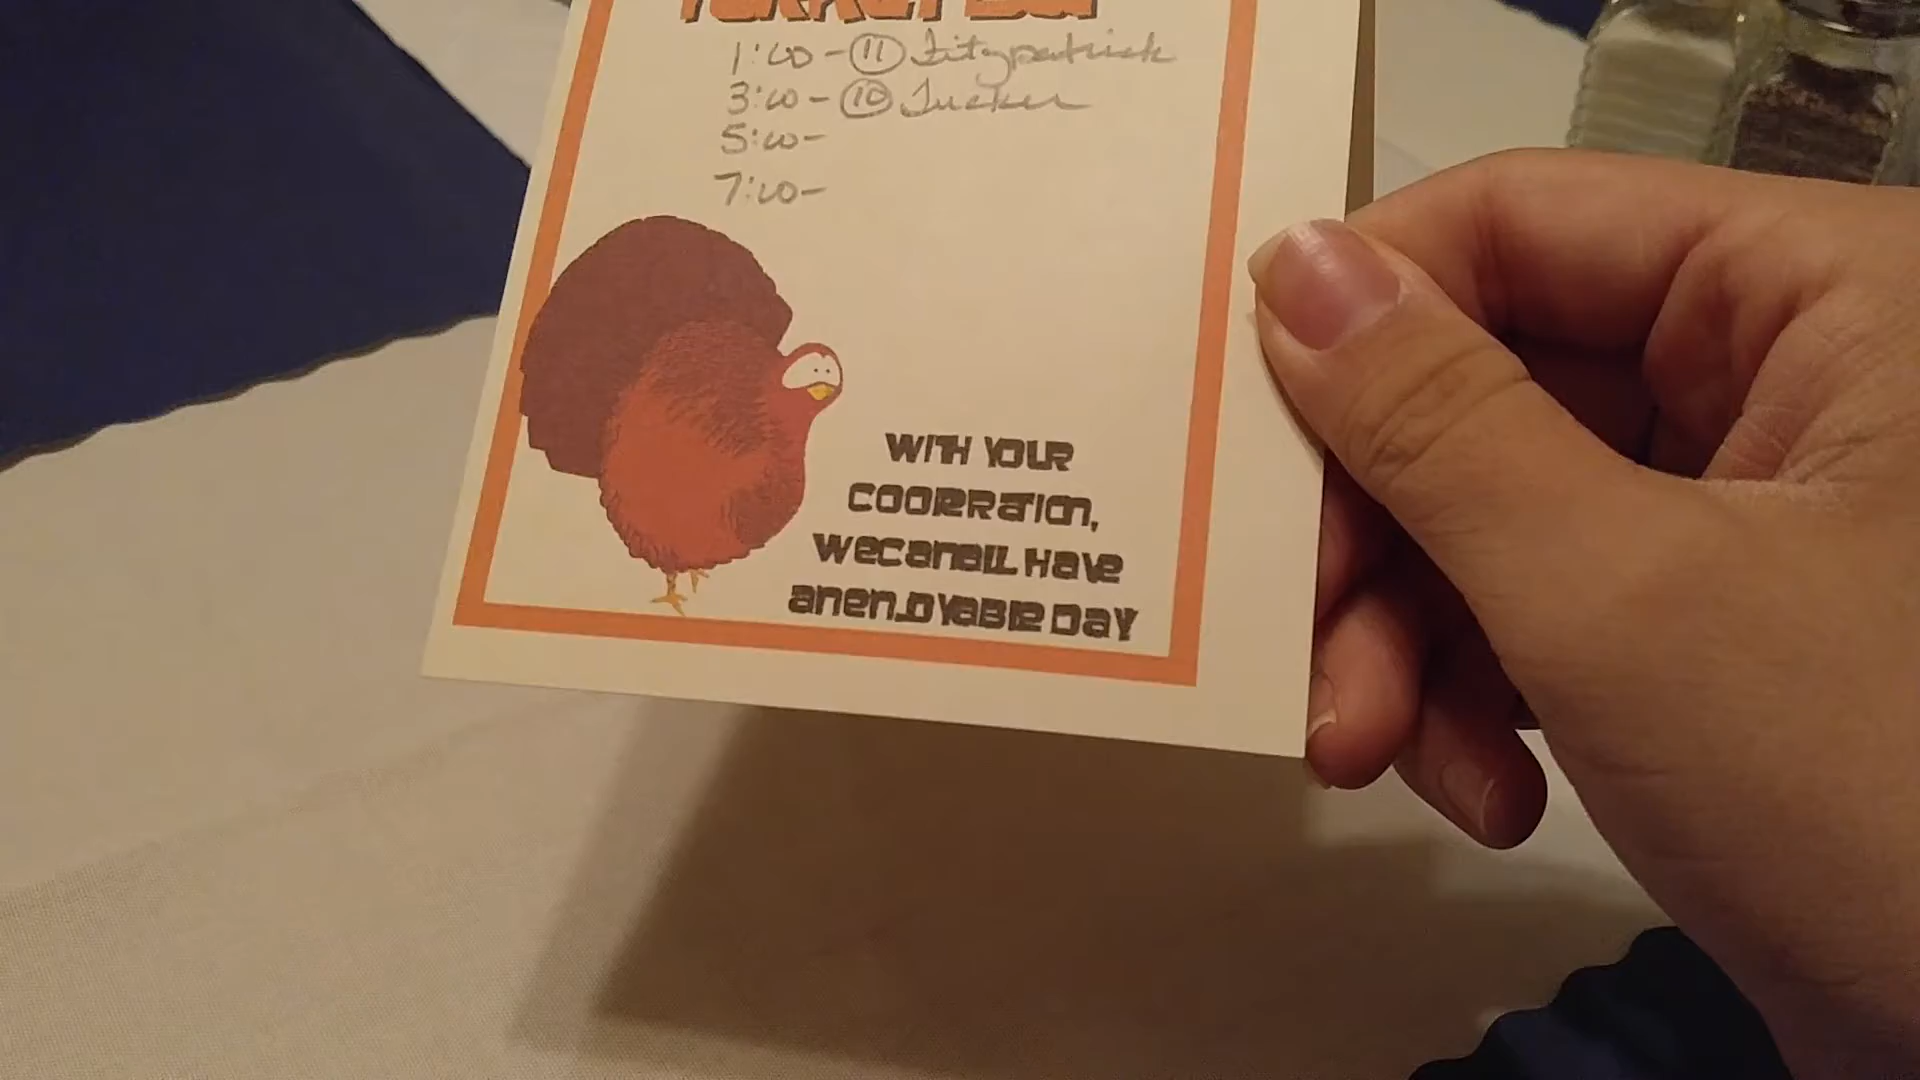 1:00 - 11 Fitzpatrick
3:00 - 10 Tucker
5:00 -
7:00 -
WITH YOUR
COOPERATION,
WE CAN ALL HAVE
AN ENJOYABLE DAY